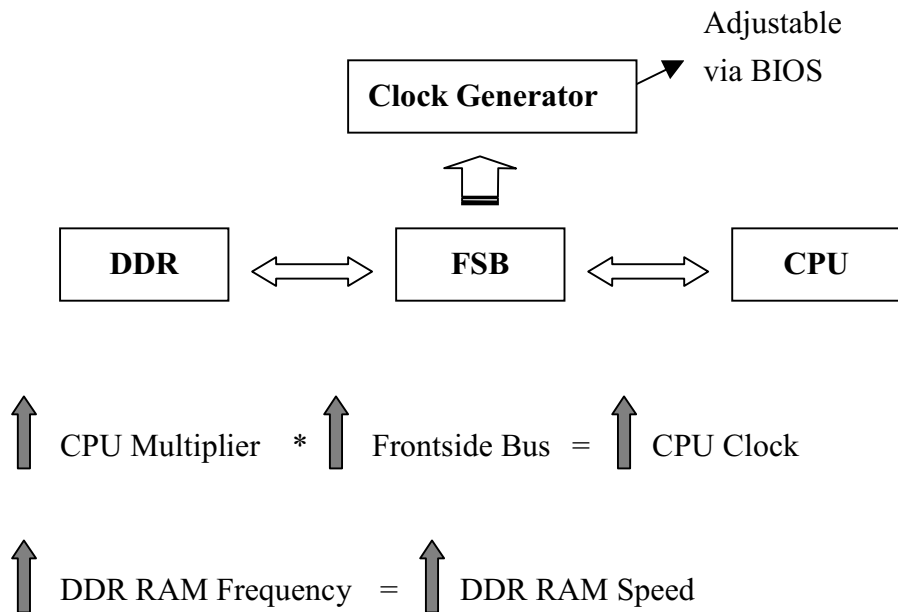 Adjustable
via BIOS
Clock Generator
DDR
FSB
CPU
CPU Multiplier * Frontside Bus = CPU Clock
DDR RAM Frequency = DDR RAM Speed